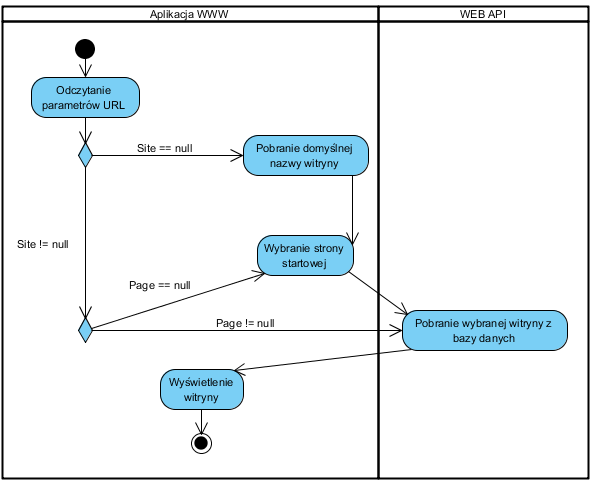 Aplikacja WWW
WEB API
Odczytanie
parametrów URL
Site == null
Pobranie domyślnej
nazwy witryny
Site != null
Wybranie strony
startowej
Page == null
Page != null
Pobranie wybranej witryny z
bazy danych
Wyświetlenie
witryny